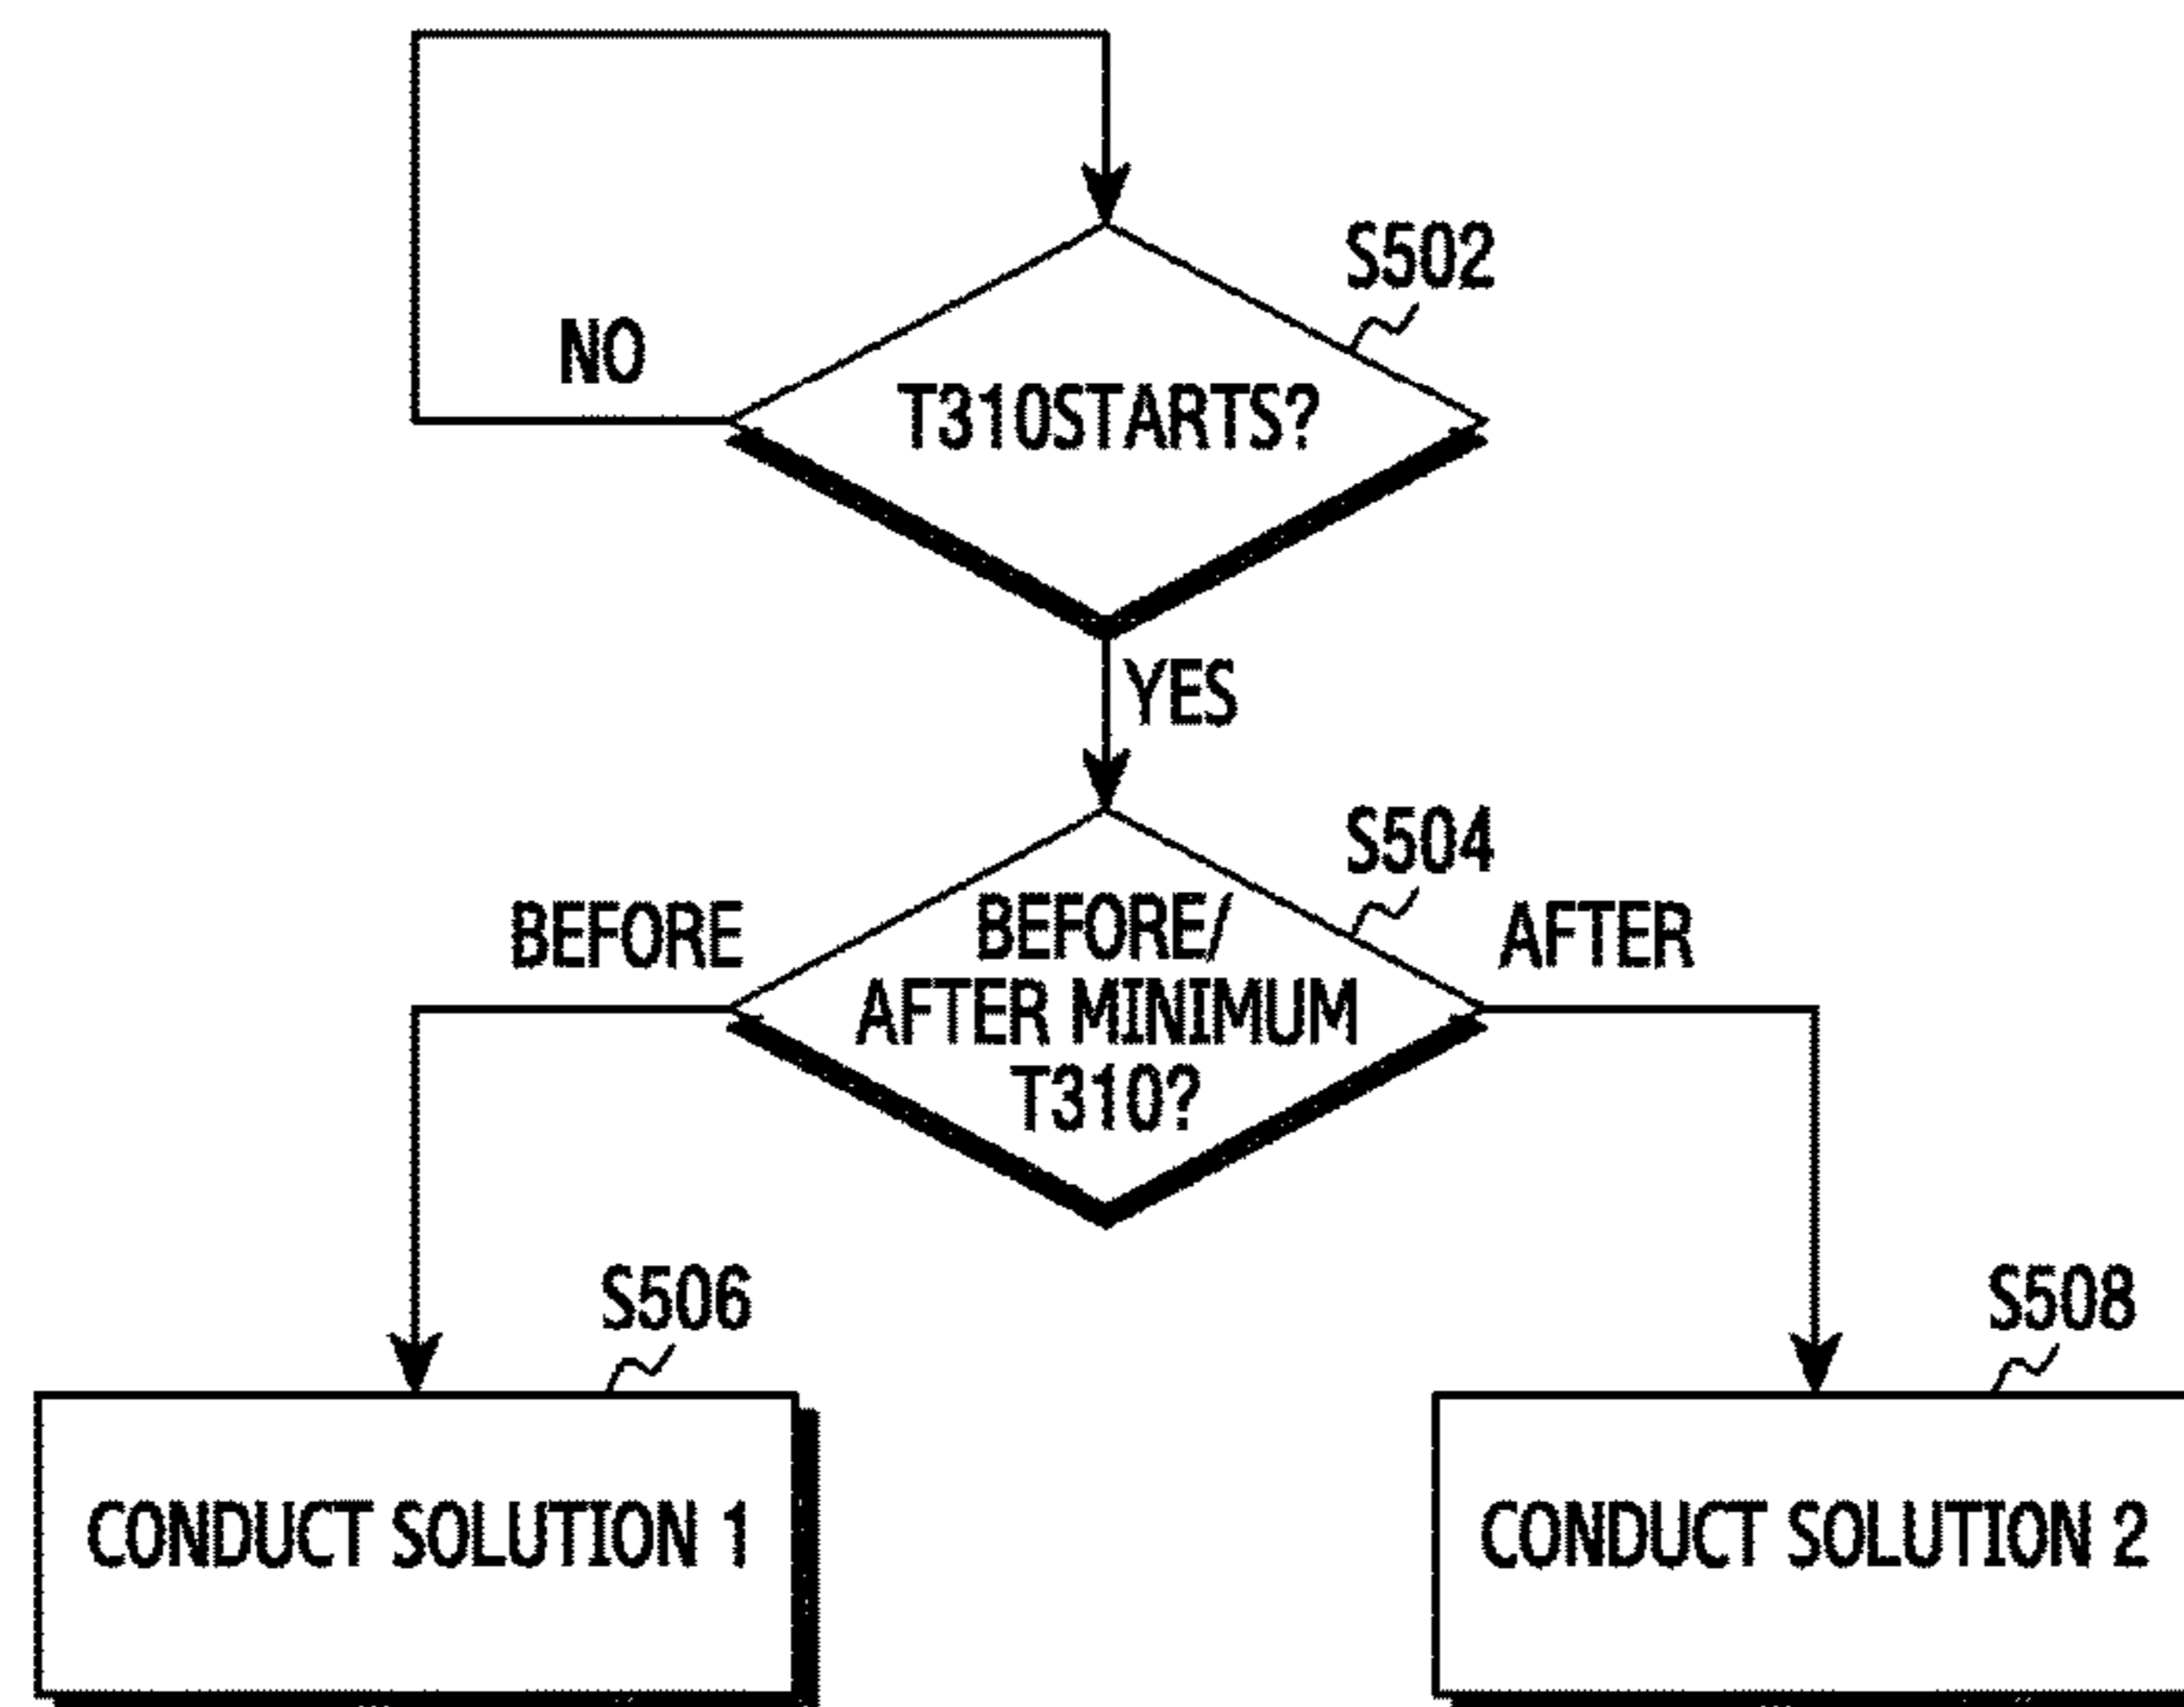 S502
NO
T310STARTS?
YES
S504
BEFORE
BEFORE/
AFTER
AFTER MINIMUM
T310?
S506
S508
CONDUCT SOLUTION 1
CONDUCT SOLUTION 2